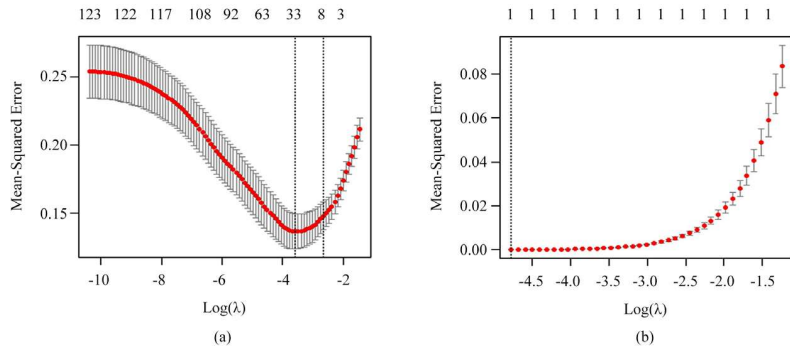 123 122 117 108 92 63 33 8 3
Mean-Squared Error
0.25
0.20
0.15
-10 -8 -6 -4 -2
Log(λ)
(a)
1 1 1 1 1 1 1 1 1 1 1 1
Mean-Squared Error
0.08
0.06
0.04
0.02
0.00
-4.5 -4.0 -3.5 -3.0 -2.5 -2.0 -1.5
Log(λ)
(b)